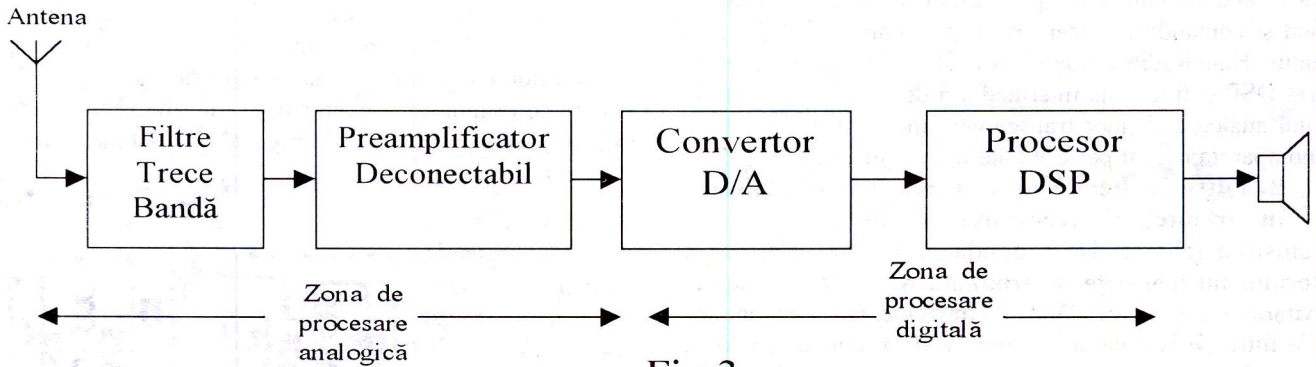 Antena
Filtre
Trece
Bandă
Preamplificator
Deconectabil
Convertor
D/A
Procesor
DSP
Zona de
procesare
analogică
Zona de
procesare
digitală